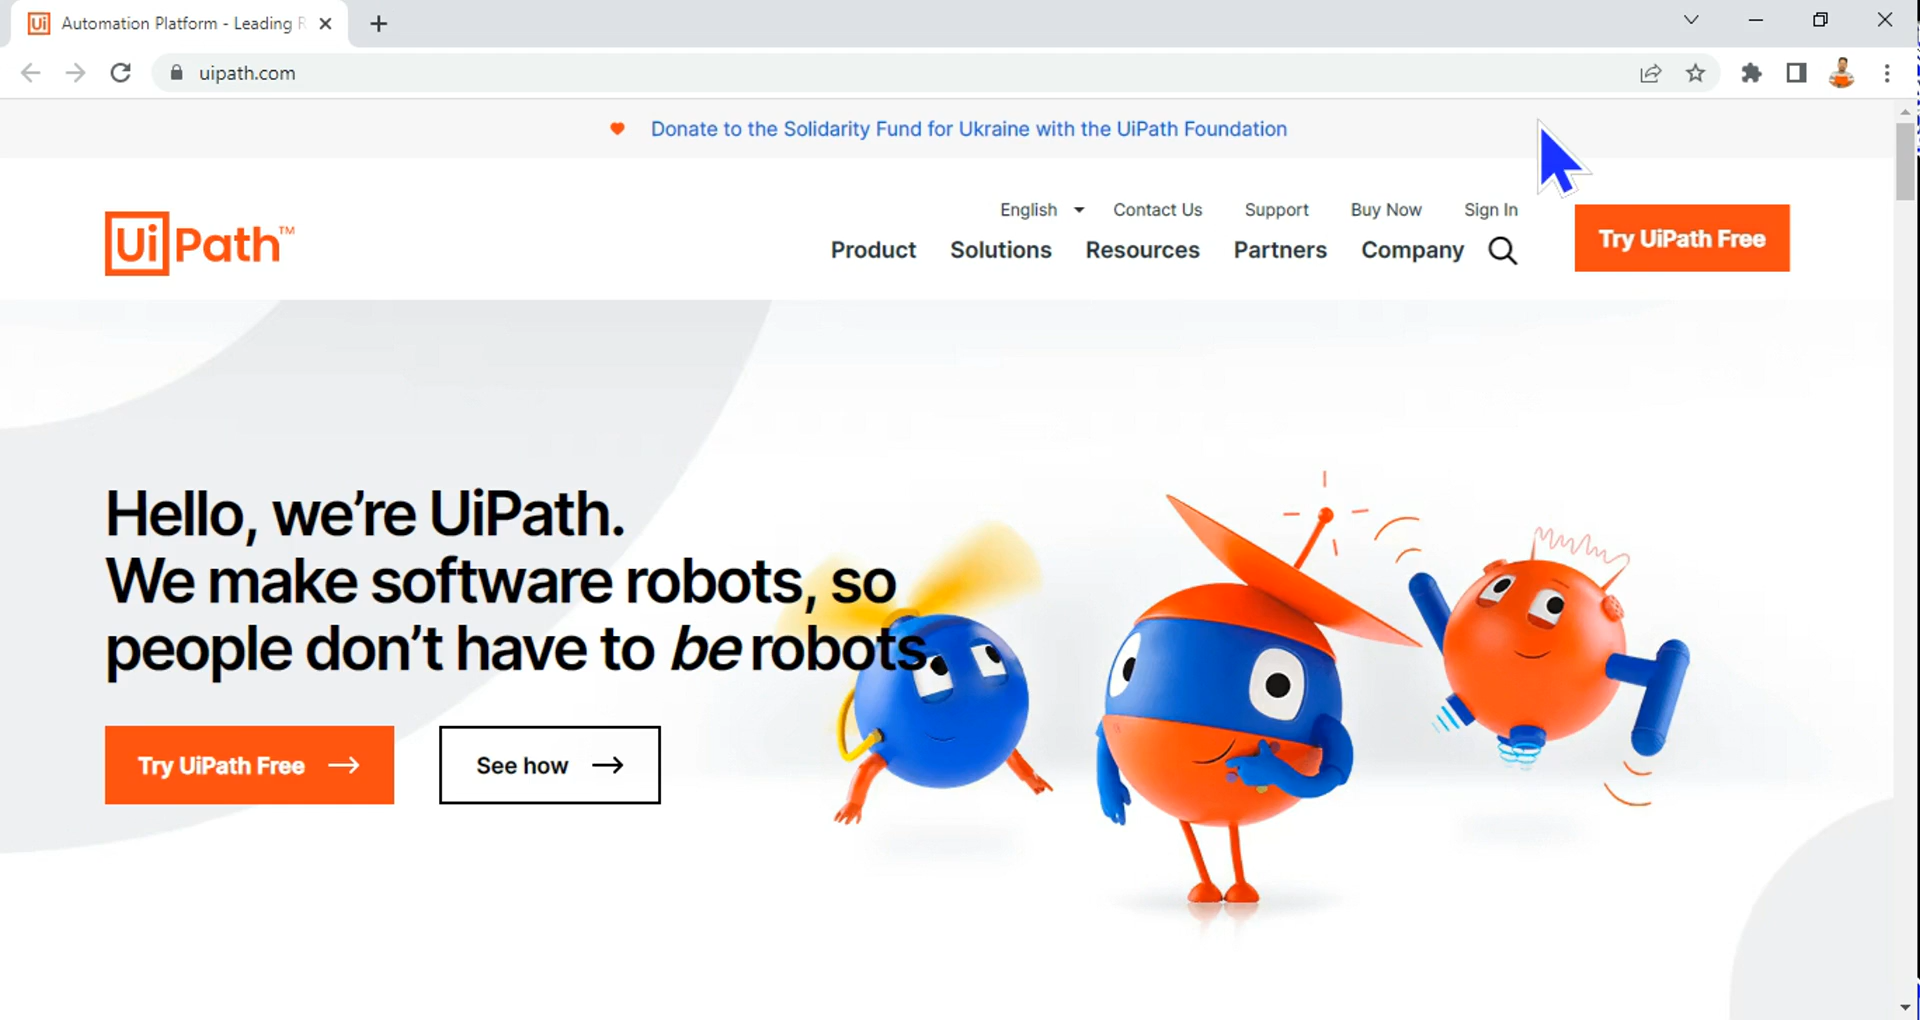 Ui Automation Platform - Leading R
uipath.com
Donate to the Solidarity Fund for Ukraine with the UiPath Foundation
English Contact Us Support Buy Now Sign In
UiPath™
Product Solutions Resources Partners Company
Try UiPath Free
Hello, we’re UiPath.
We make software robots, so
people don’t have to be robots
Try UiPath Free → See how →